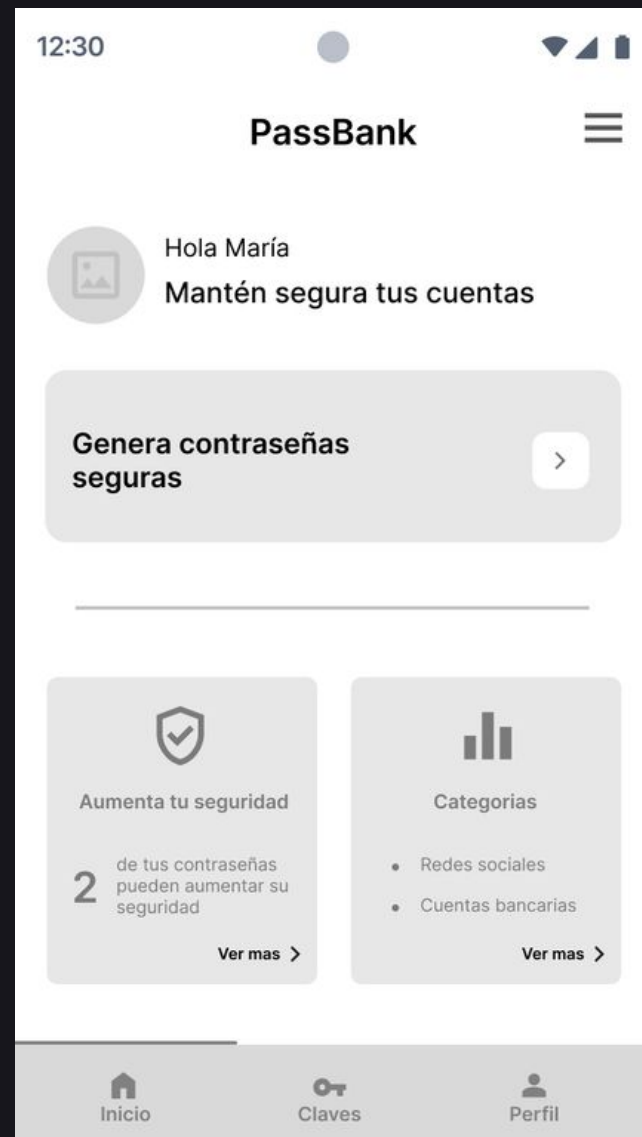 12:30
PassBank
Hola María
Mantén segura tus cuentas
Genera contraseñas
seguras
Aumenta tu seguridad
2
de tus contraseñas
pueden aumentar su
seguridad
Ver mas
Categorias
Redes sociales
Cuentas bancarias
Ver mas
Inicio
Claves
Perfil